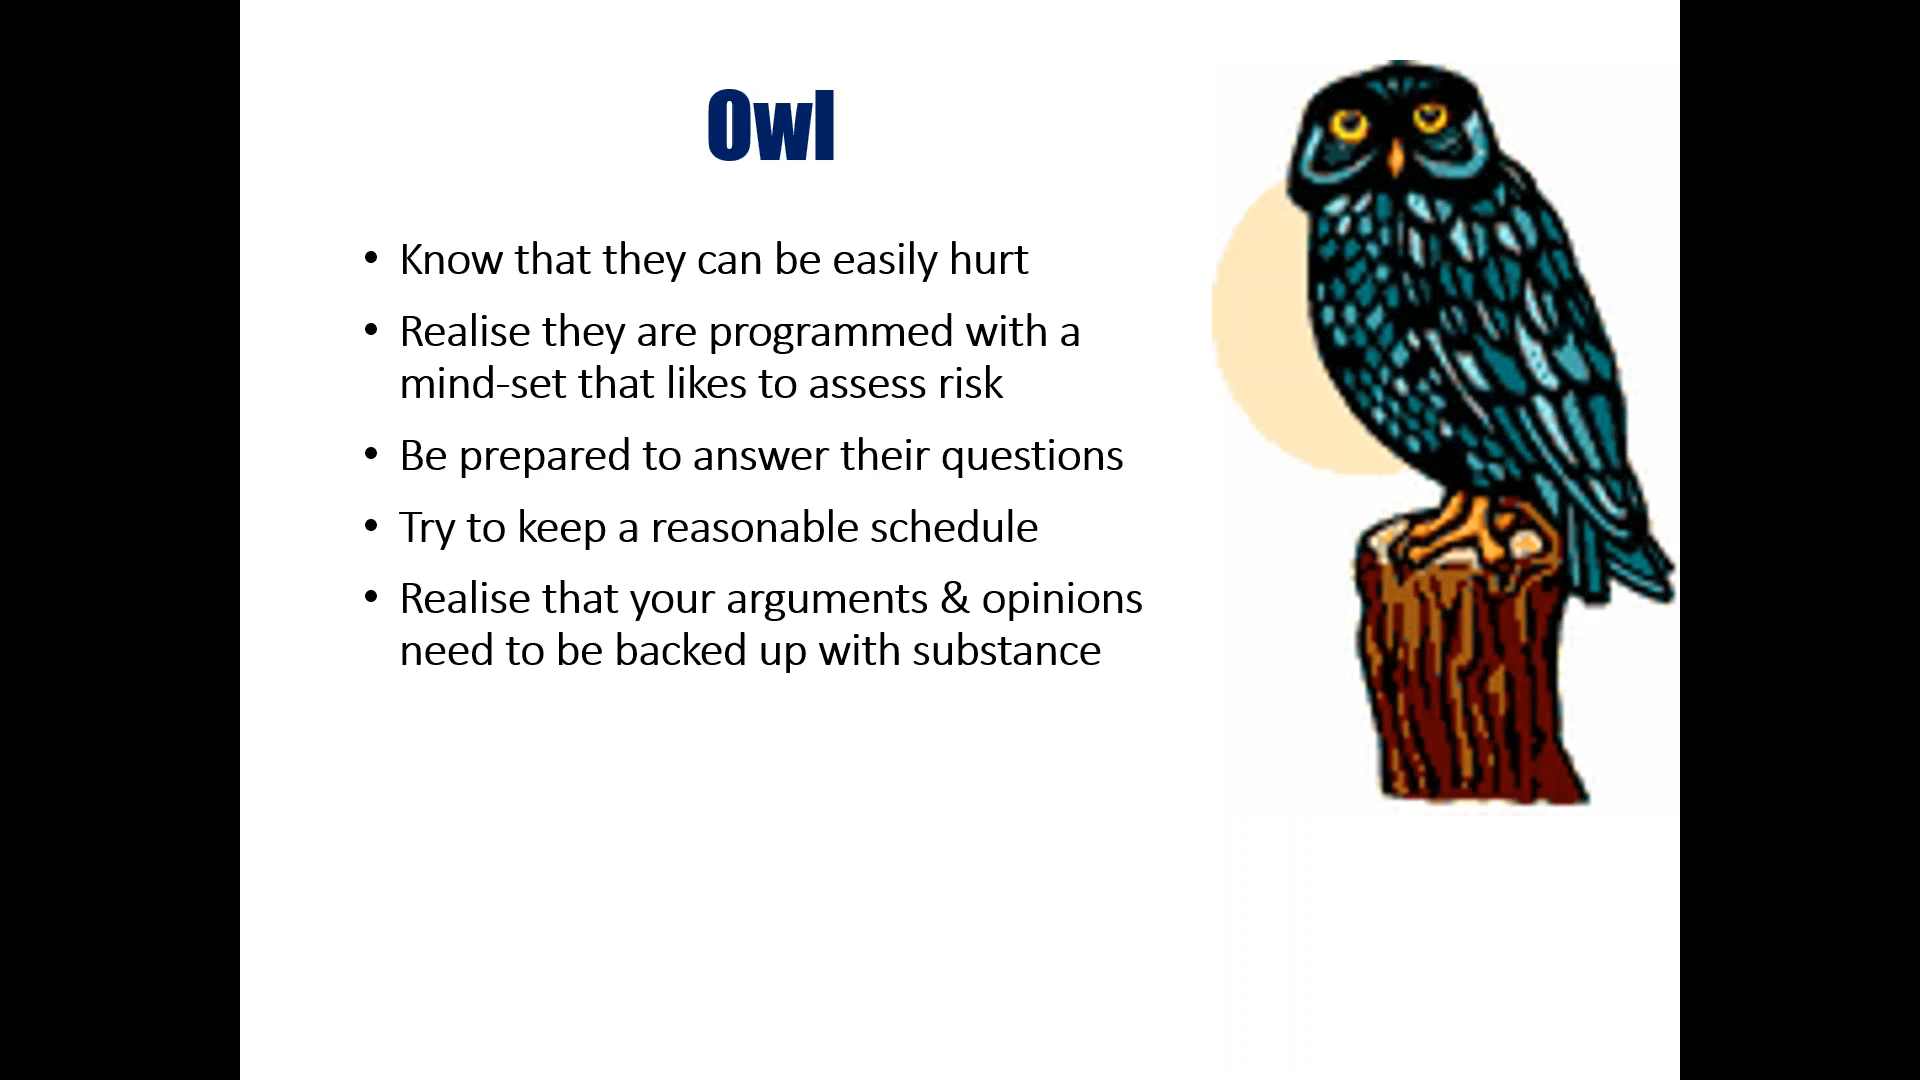 Owl
• Know that they can be easily hurt
• Realise they are programmed with a
mind-set that likes to assess risk
• Be prepared to answer their questions
• Try to keep a reasonable schedule
• Realise that your arguments & opinions
need to be backed up with substance